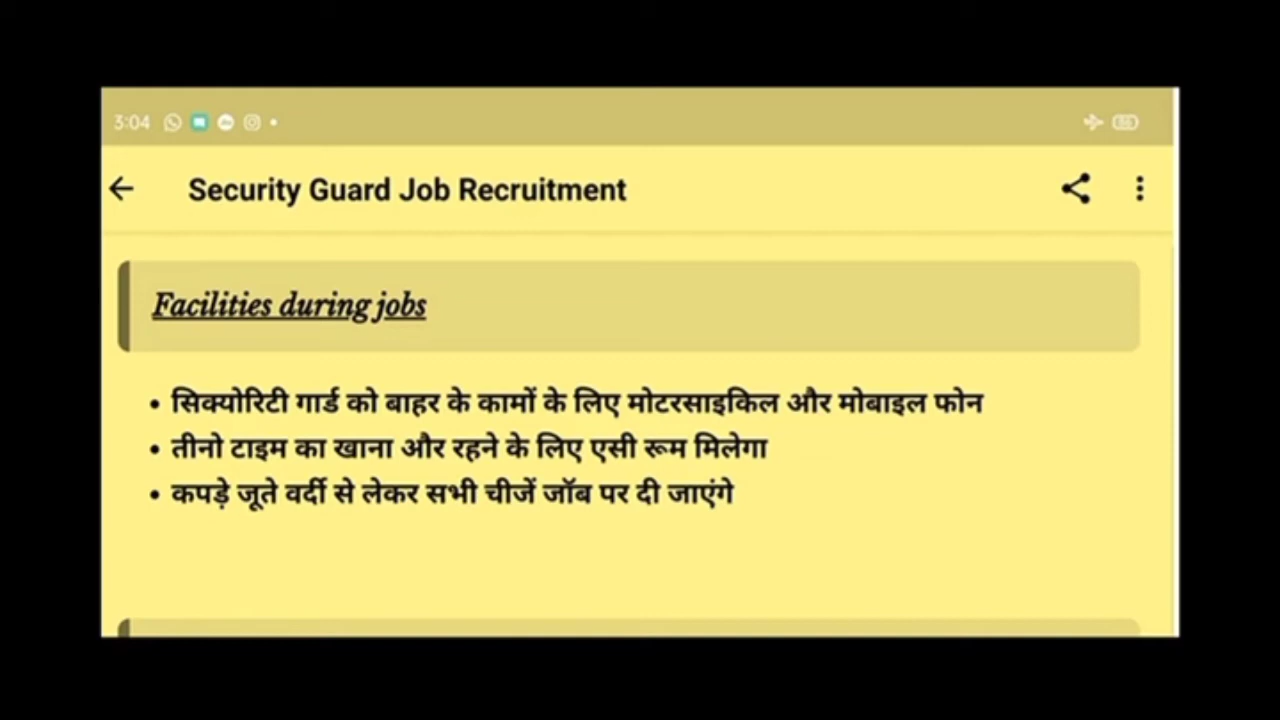 3:04
Security Guard Job Recruitment
Facilities during jobs
• सिक्योरिटी गार्ड को बाहर के कामों के लिए मोटरसाइकिल और मोबाइल फोन
• तीनो टाइम का खाना और रहने के लिए एसी रूम मिलेगा
• कपड़े जूते वर्दी से लेकर सभी चीजें जॉब पर दी जाएंगे